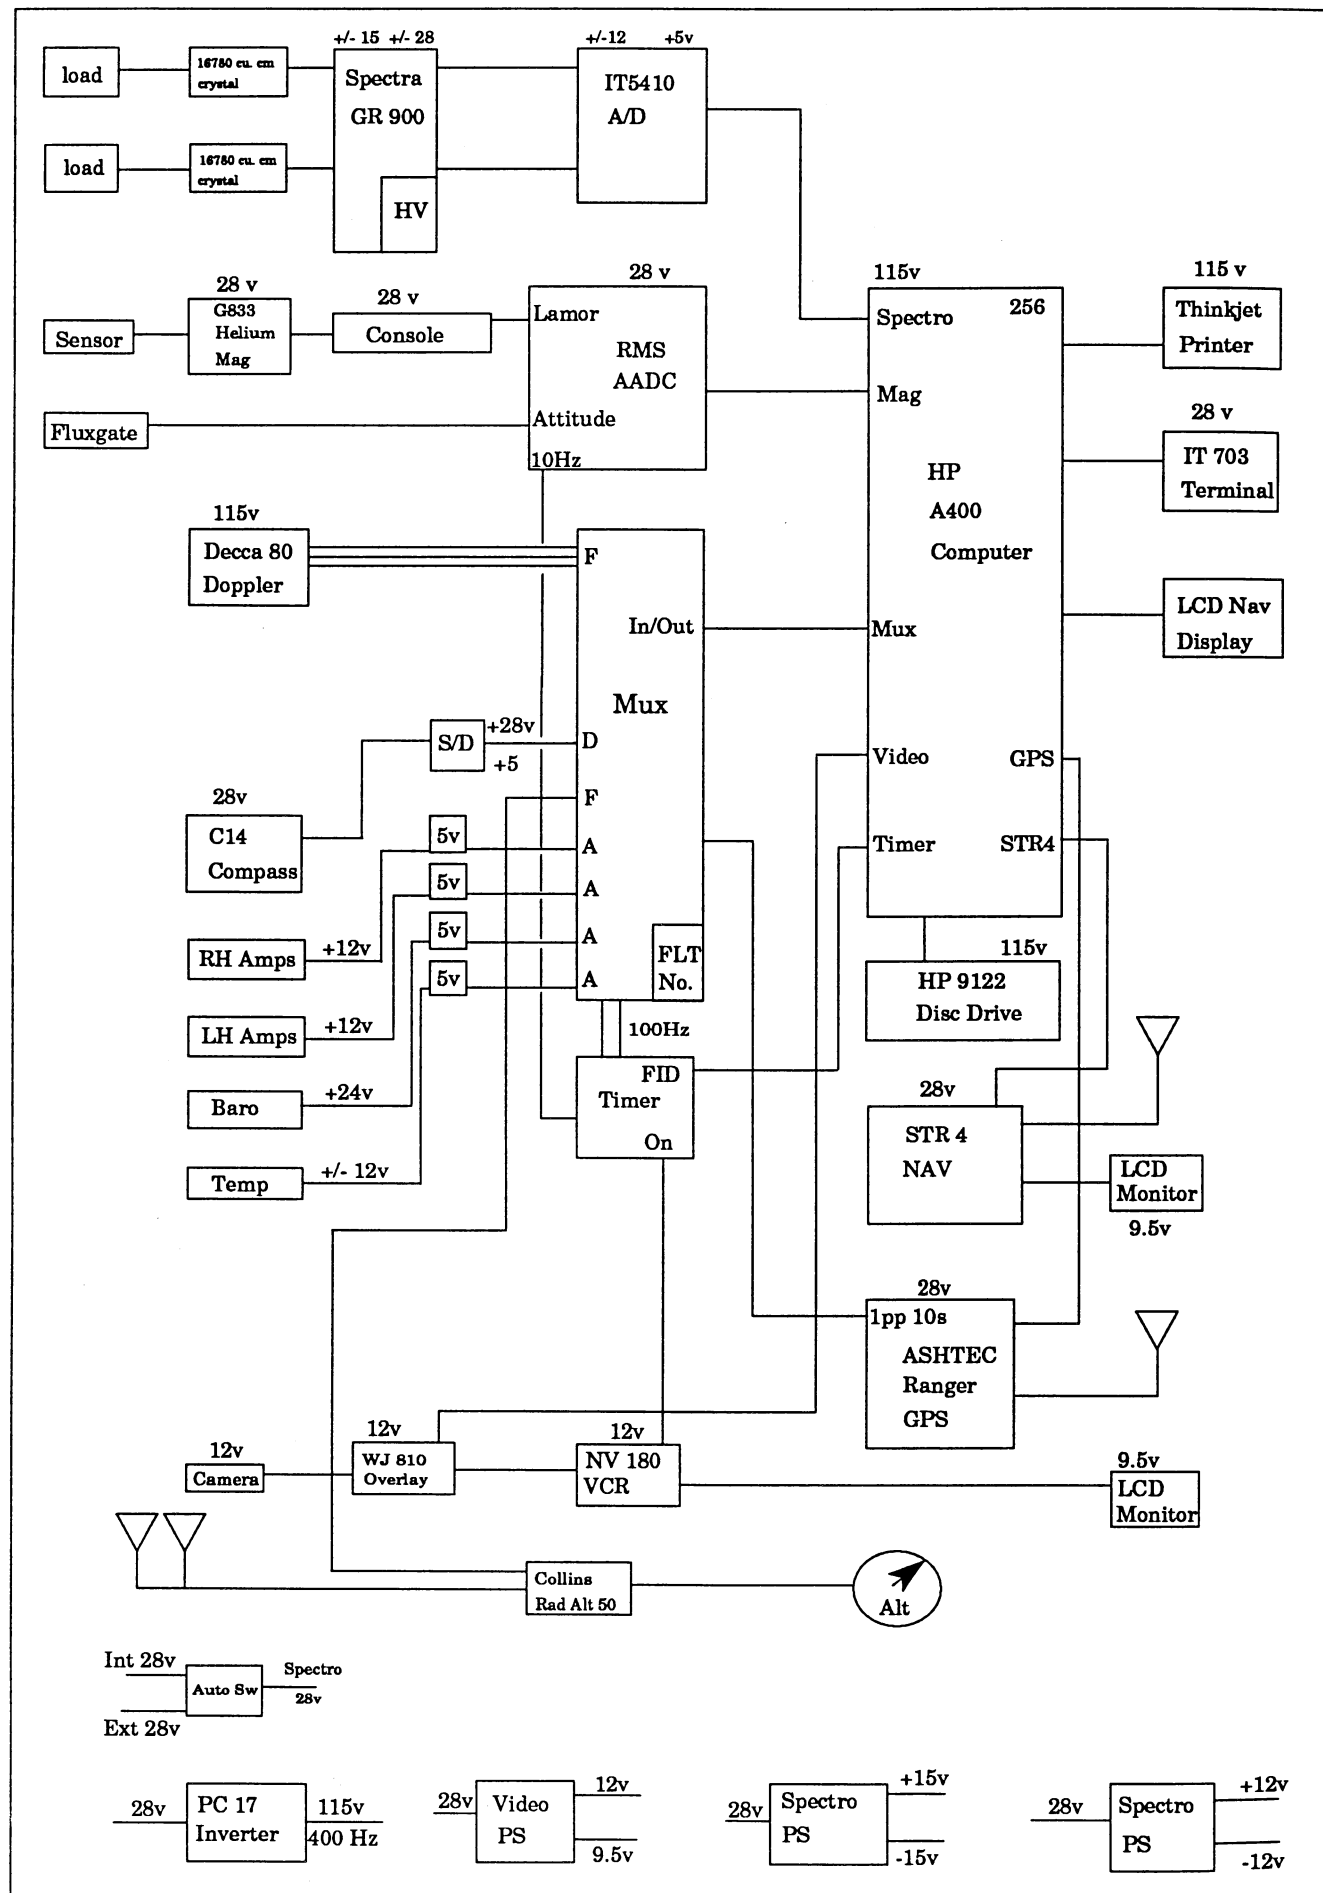 +/- 15 +/- 28
+/-12 +5v
load
16780 cu. cm
crystal
Spectra
GR 900
HV
IT5410
A/D
load
16780 cu. cm
crystal
28 v
G833
Helium
Mag
Sensor
28 v
Console
28 v
Lamor
RMS
AADC
Attitude
10Hz
Fluxgate
115v
Spectro
256
Mag
HP
A400
Computer
Mux
Video
GPS
Timer
STR4
115 v
Thinkjet
Printer
28 v
IT 703
Terminal
LCD Nav
Display
115v
Decca 80
Doppler
F
In/Out
Mux
D
F
A
A
A
A
FLT
No.
S/D
+28v
+5
28v
C14
Compass
5v
5v
5v
5v
RH Amps
+12v
LH Amps
+12v
Baro
+24v
Temp
+/- 12v
100Hz
FID
Timer
On
115v
HP 9122
Disc Drive
28v
STR 4
NAV
LCD
Monitor
9.5v
28v
1pp 10s
ASHTEC
Ranger
GPS
12v
Camera
12v
WJ 810
Overlay
12v
NV 180
VCR
9.5v
LCD
Monitor
Collins
Rad Alt 50
Alt
Int 28v
Auto Sw
Spectro
28v
Ext 28v
28v
PC 17
Inverter
115v
400 Hz
28v
Video
PS
12v
9.5v
28v
Spectro
PS
+15v
-15v
28v
Spectro
PS
+12v
-12v